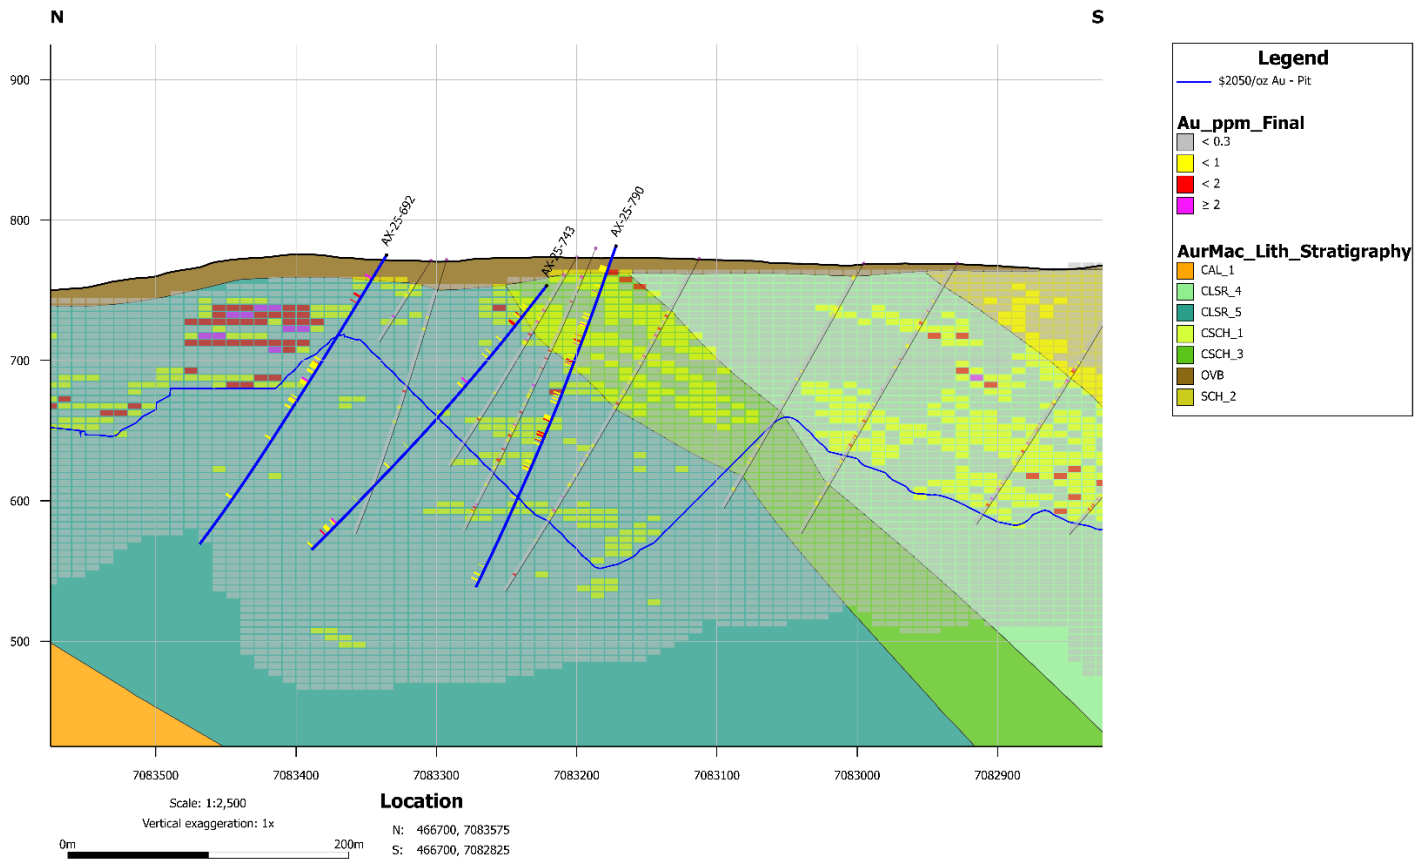 N
S
900
800
700
600
500
AX-25-692
AX-25-743
AX-25-790
7083500
7083400
7083300
7083200
7083100
7083000
7082900
Scale: 1:2,500
Vertical exaggeration: 1x
0m
200m
Location
N: 466700, 7083575
S: 466700, 7082825
Legend
$2050/oz Au - Pit
Au_ppm_Final
< 0.3
< 1
< 2
≥ 2
AurMac_Lith_Stratigraphy
CAL_1
CLSR_4
CLSR_5
CSCH_1
CSCH_3
OVB
SCH_2